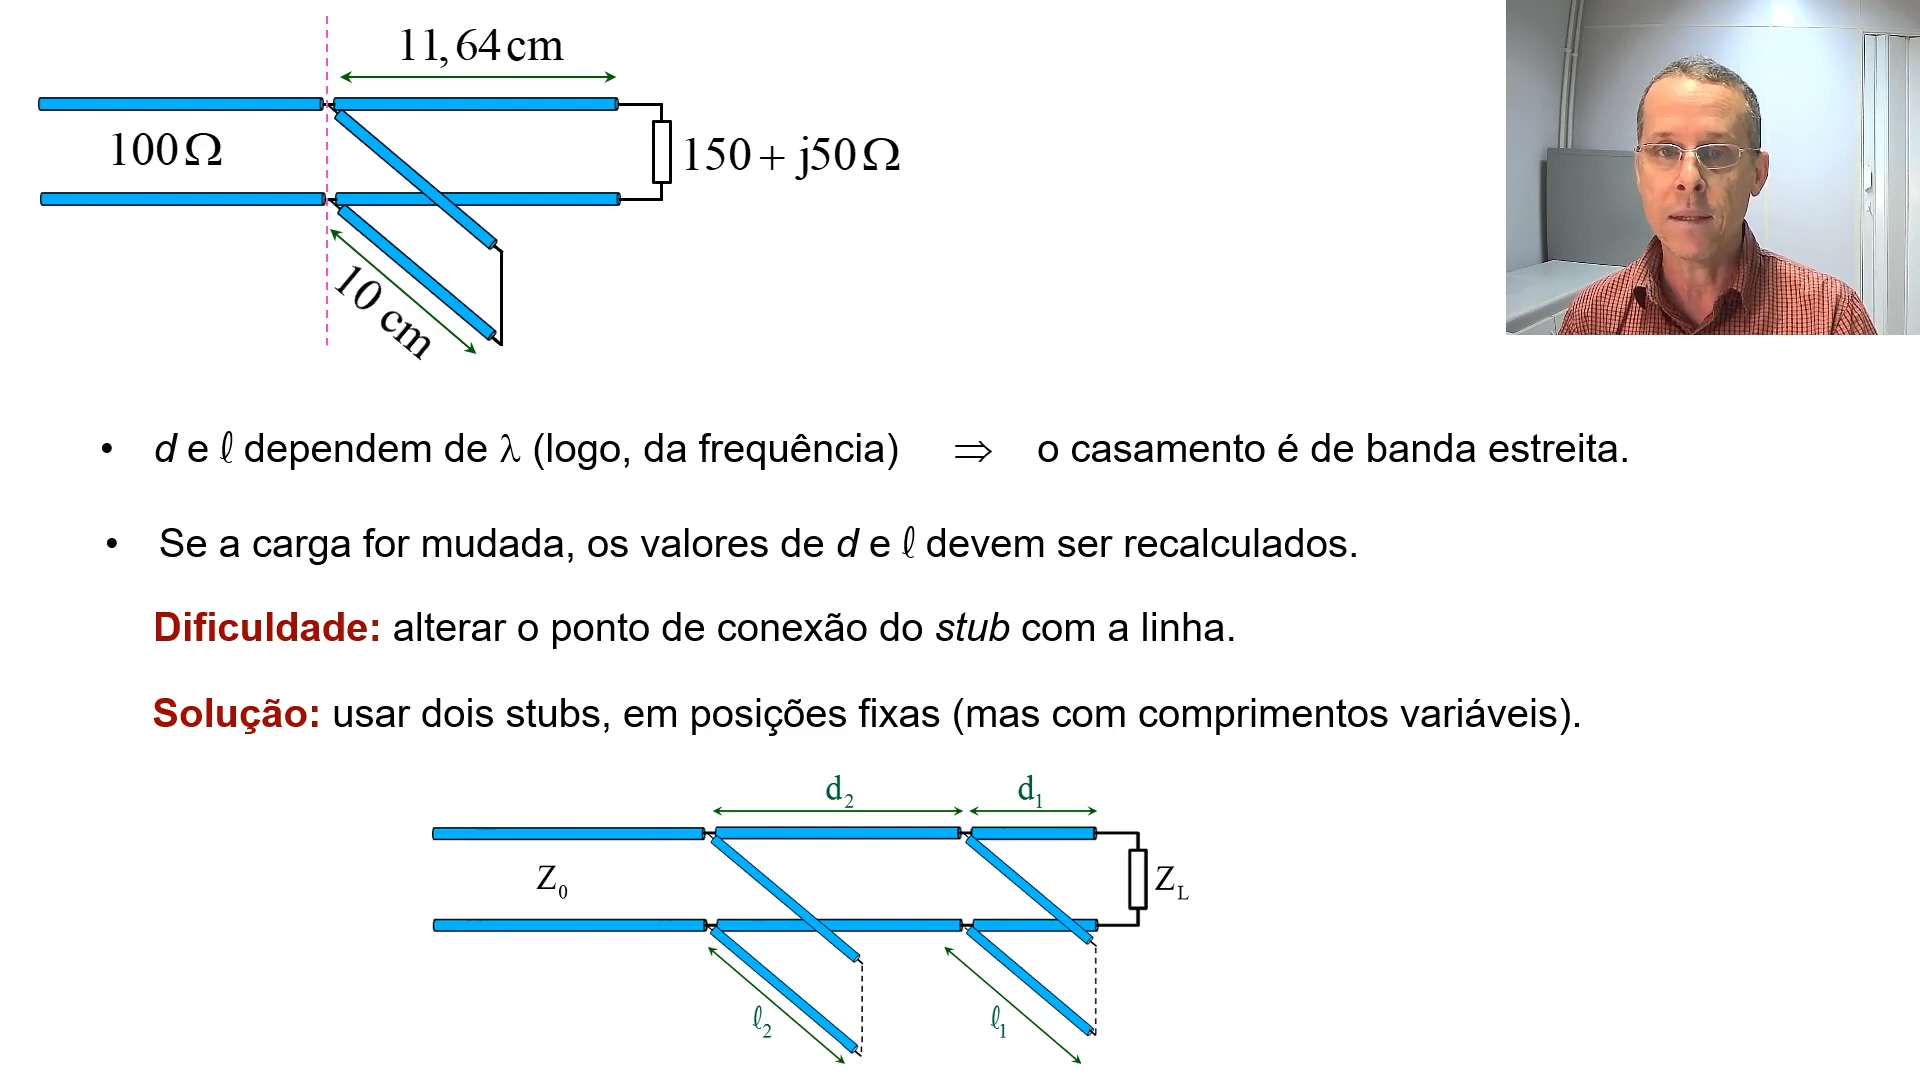 11,64 cm
100 Ω
150 + j50 Ω
10 cm
• d e ℓ dependem de λ (logo, da frequência) ⇒ o casamento é de banda estreita.
• Se a carga for mudada, os valores de d e ℓ devem ser recalculados.
Dificuldade: alterar o ponto de conexão do stub com a linha.
Solução: usar dois stubs, em posições fixas (mas com comprimentos variáveis).
d₂ d₁
Z₀
Z_L
ℓ₂ ℓ₁